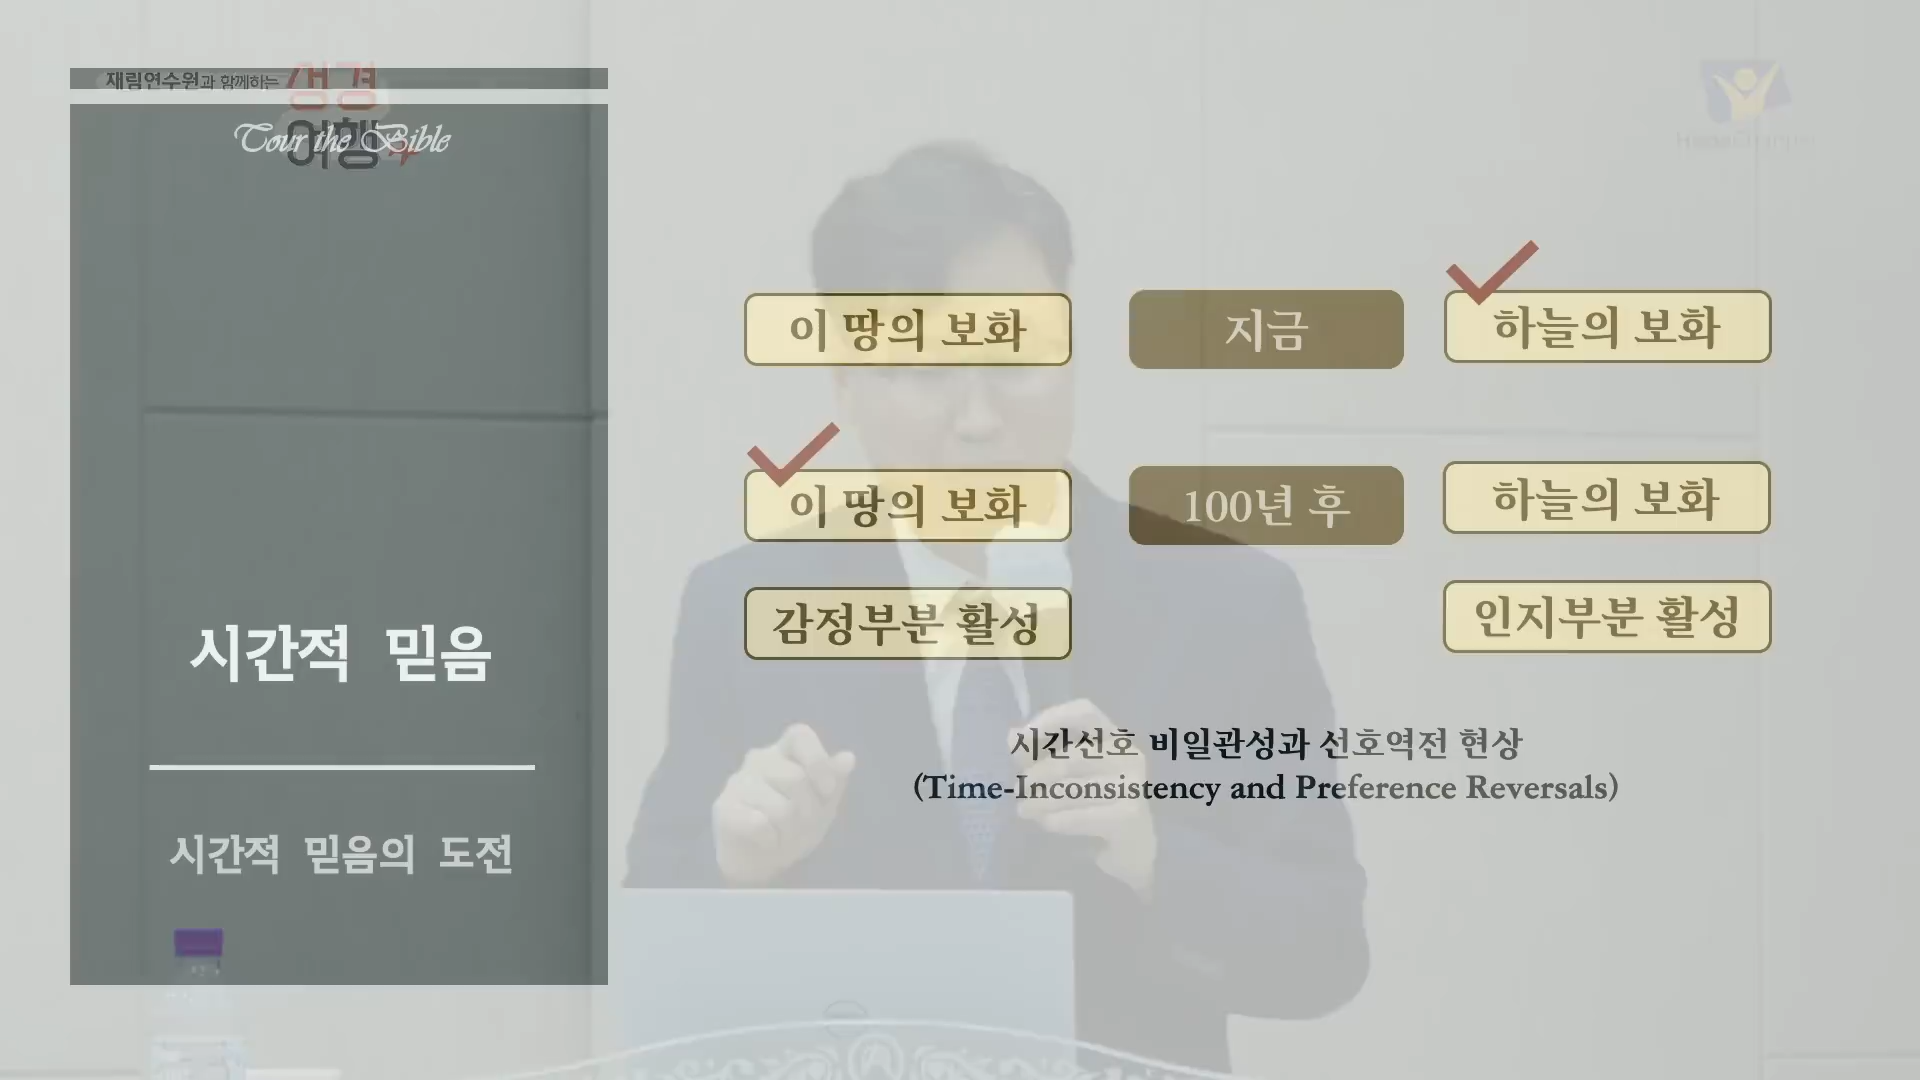 재림연수원과 함께하는
성경
여행
Tour the Bible
시간적 믿음
시간적 믿음의 도전
이 땅의 보화
지금
하늘의 보화
이 땅의 보화
100년 후
하늘의 보화
감정부분 활성
인지부분 활성
시간선호 비일관성과 선호역전 현상
(Time-Inconsistency and Preference Reversals)